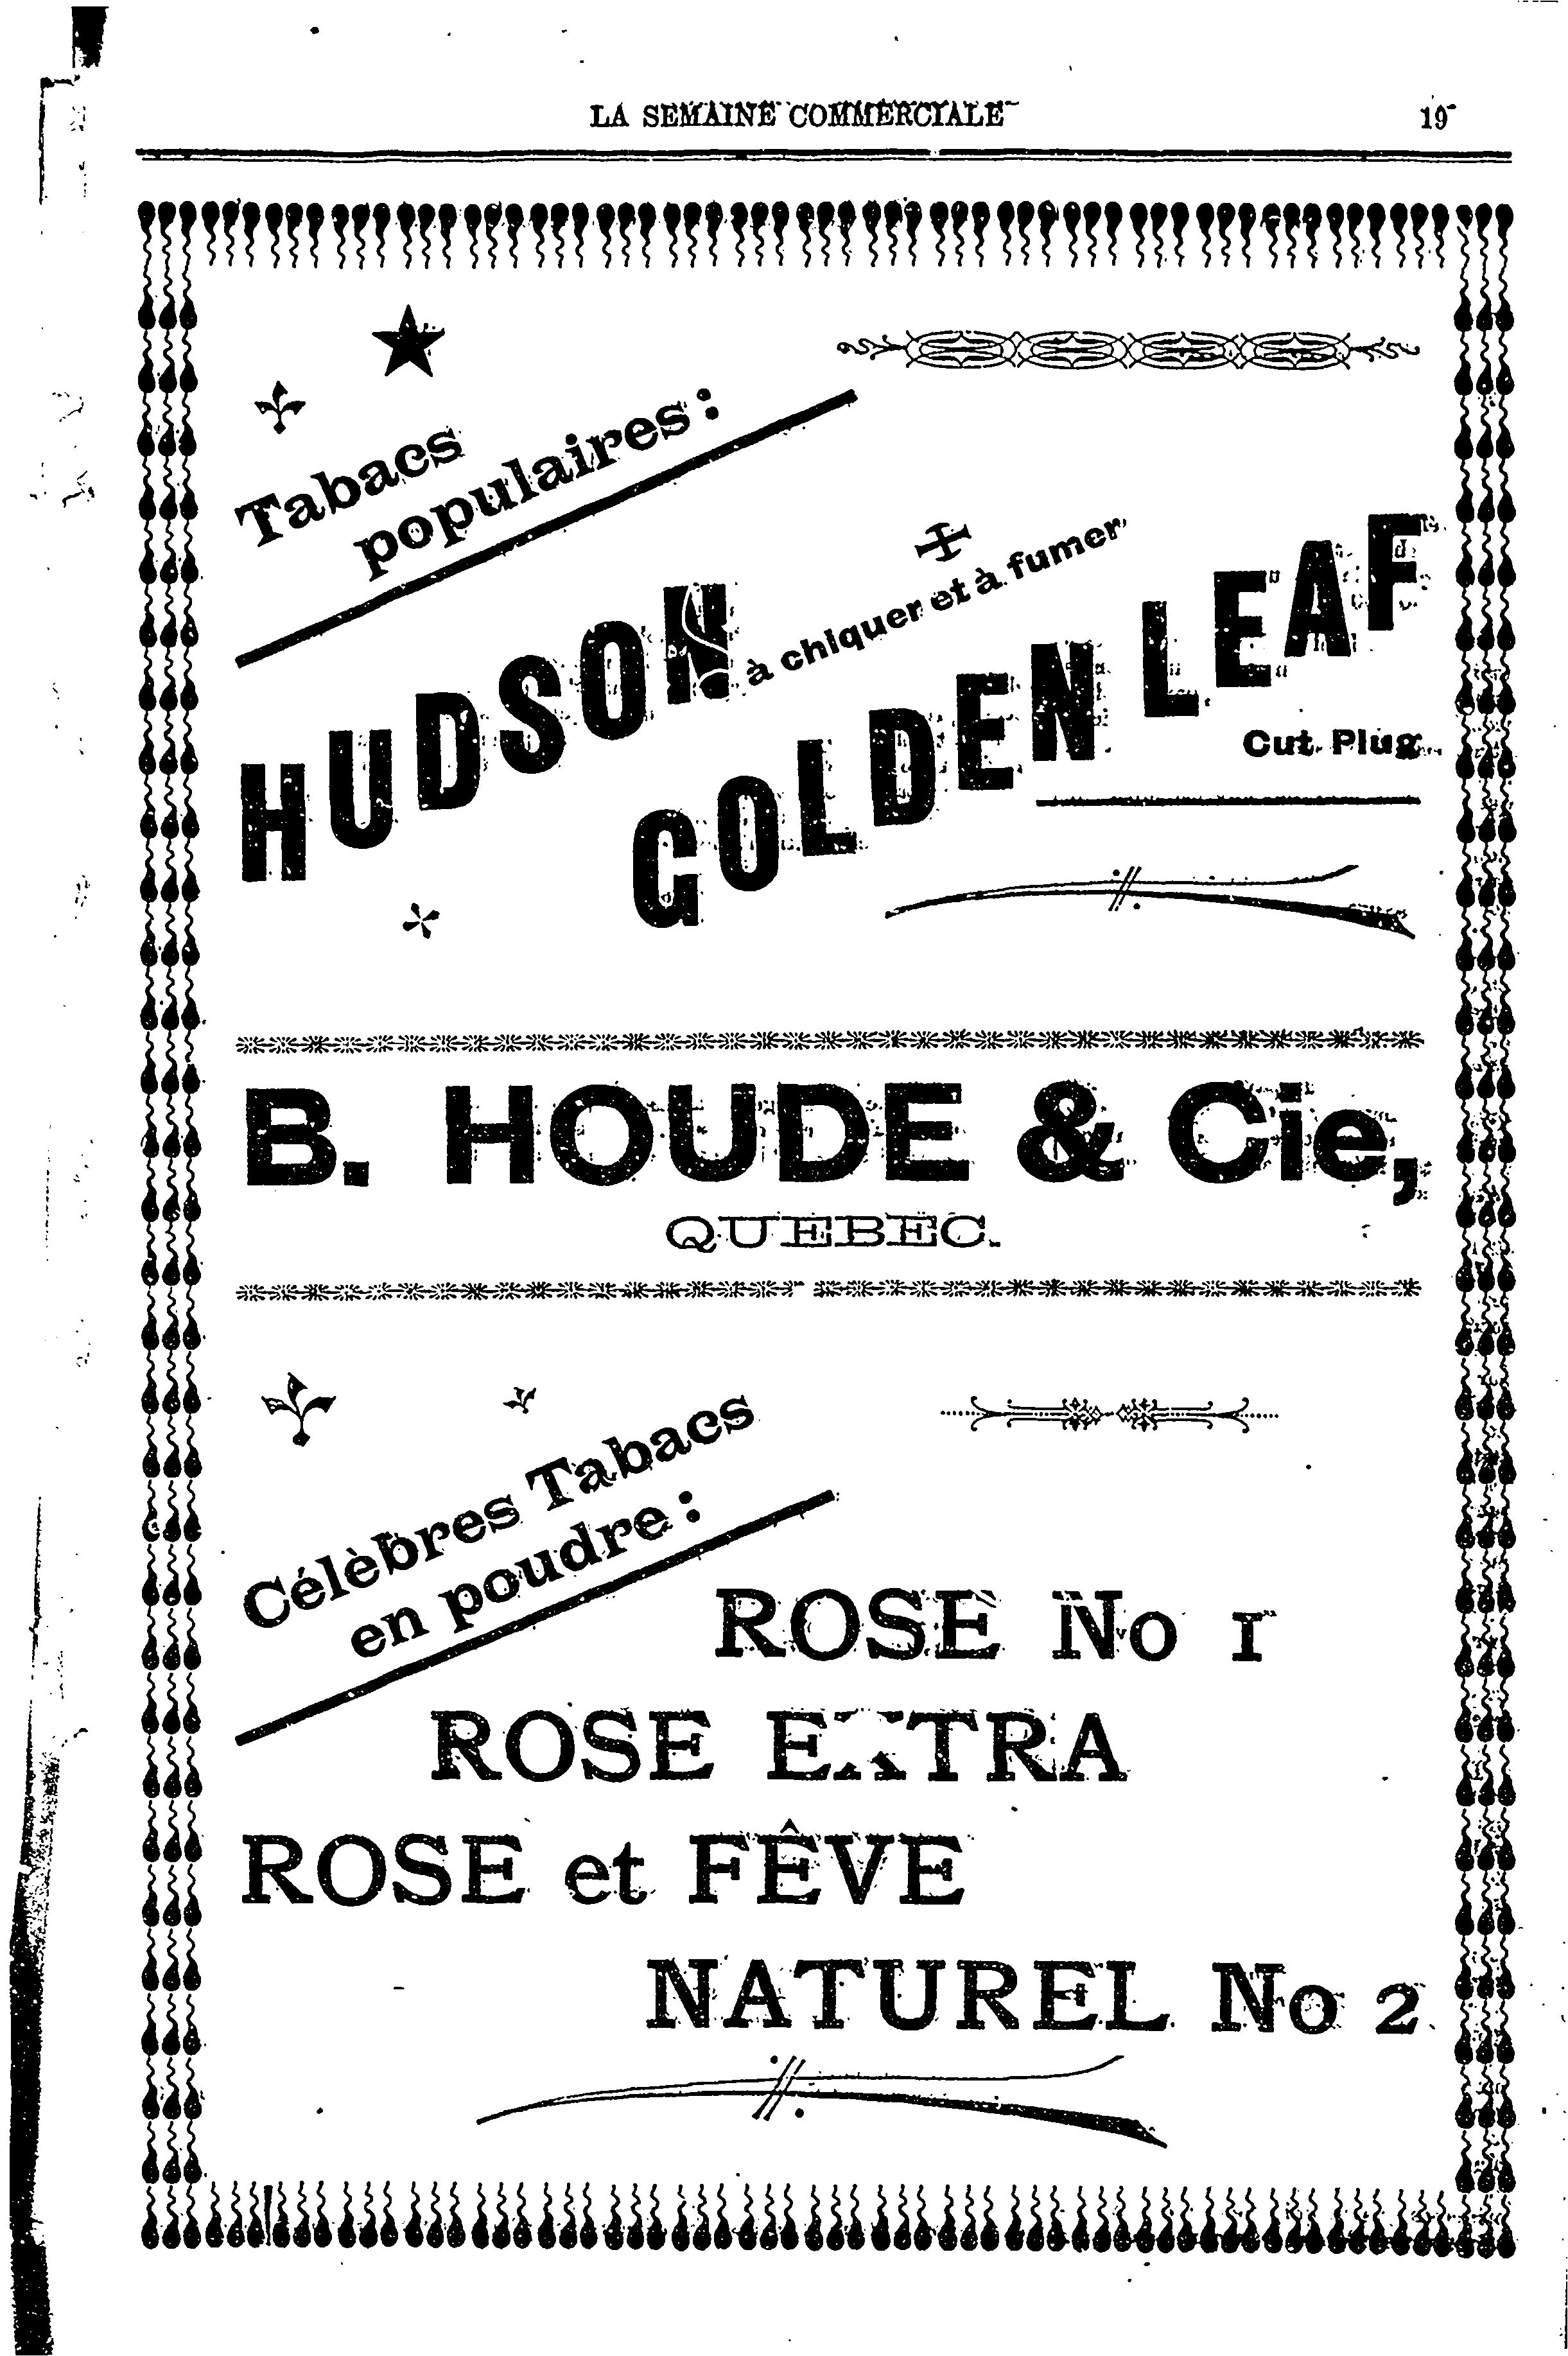 LA SEMAINE COMMERCIALE 19
Tabacs
populaires:
HUDSON
à chiquer et à fumer
GOLDEN LEAF
Cut Plug
B. HOUDE & Cie,
QUEBEC.
Célèbres Tabacs
en poudre:
ROSE No 1
ROSE EXTRA
ROSE et FÊVE
NATUREL No 2